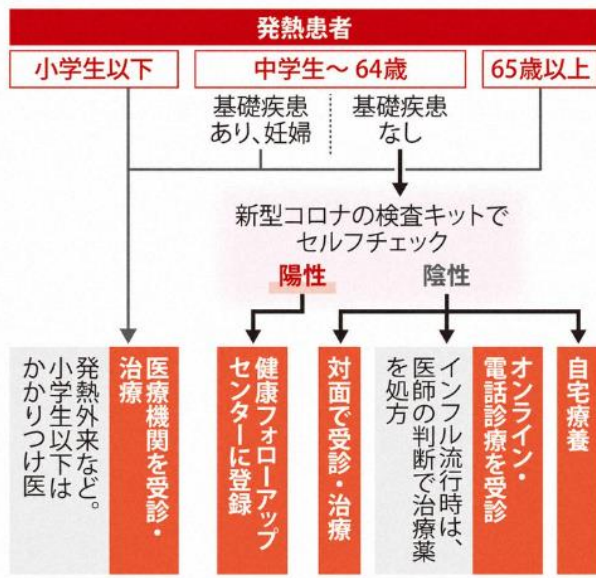 発熱患者
小学生以下
中学生～64歳
65歳以上
基礎疾患
あり、妊婦
基礎疾患
なし
新型コロナの検査キットで
セルフチェック
陽性
陰性
医療機関を受診・
治療
発熱外来など。
小学生以下は
かかりつけ医
健康フォローアップ
センターに登録
対面で受診・治療
オンライン・
電話診療を受診
インフル流行時は、
医師の判断で治療薬
を処方
自宅療養